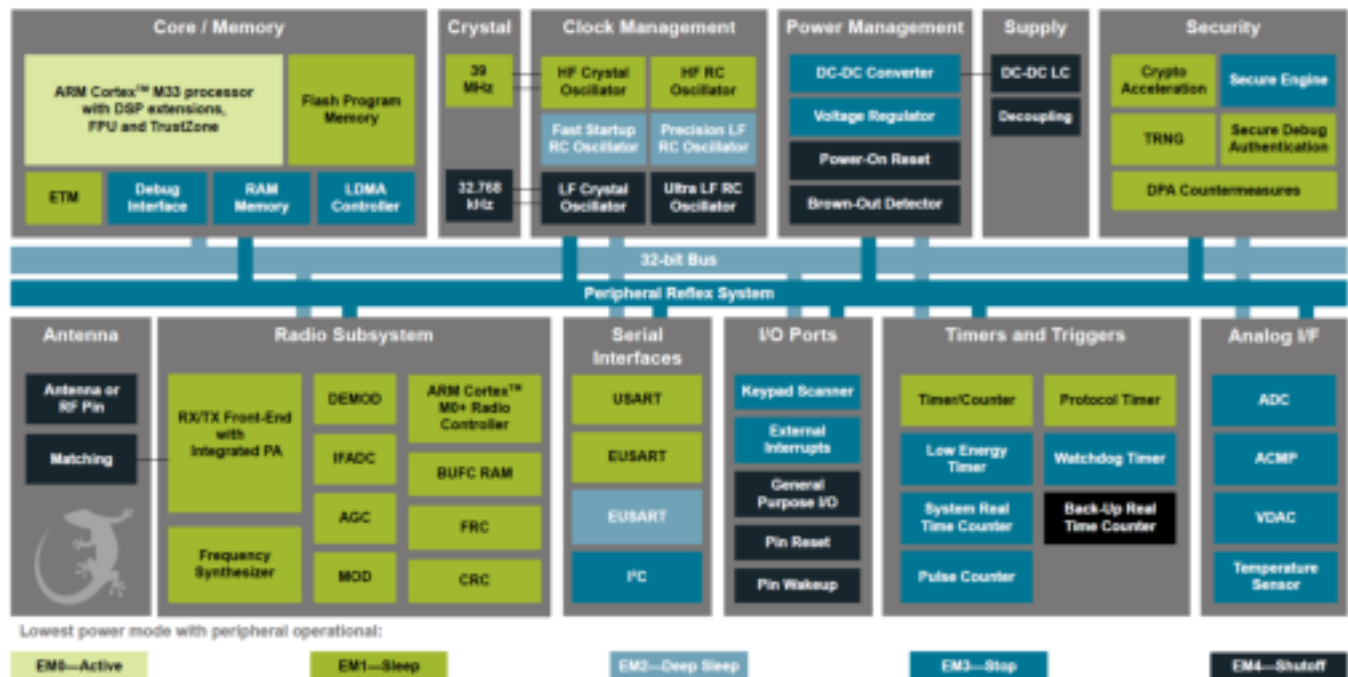 Core / Memory
Crystal
Clock Management
Power Management
Supply
Security
ARM Cortex™ M33 processor
with DSP extensions,
FPU and TrustZone
Flash Program
Memory
39
MHz
HF Crystal
Oscillator
HF RC
Oscillator
DC-DC Converter
DC-DC LC
Crypto
Acceleration
Secure Engine
Fast Startup
RC Oscillator
Precision LF
RC Oscillator
Voltage Regulator
Decoupling
TRNG
Secure Debug
Authentication
Power-On Reset
ETM
Debug
Interface
RAM
Memory
LDMA
Controller
32.768
kHz
LF Crystal
Oscillator
Ultra LF RC
Oscillator
Brown-Out Detector
DPA Countermeasures
32-bit Bus
Peripheral Reflex System
Antenna
Radio Subsystem
Serial
Interfaces
I/O Ports
Timers and Triggers
Analog I/F
Antenna or
RF Pin
Matching
RX/TX Front-End
with
Integrated PA
Frequency
Synthesizer
DEMOD
IFADC
AGC
MOD
ARM Cortex™
M0+ Radio
Controller
BUFC RAM
FRC
CRC
USART
EUSART
EUSART
I²C
Keypad Scanner
External
Interrupts
General
Purpose I/O
Pin Reset
Pin Wakeup
Timer/Counter
Protocol Timer
Low Energy
Timer
Watchdog Timer
System Real
Time Counter
Back-Up Real
Time Counter
Pulse Counter
ADC
ACMP
VDAC
Temperature
Sensor
Lowest power mode with peripheral operational:
EM0—Active
EM1—Sleep
EM2—Deep Sleep
EM3—Stop
EM4—Shutoff